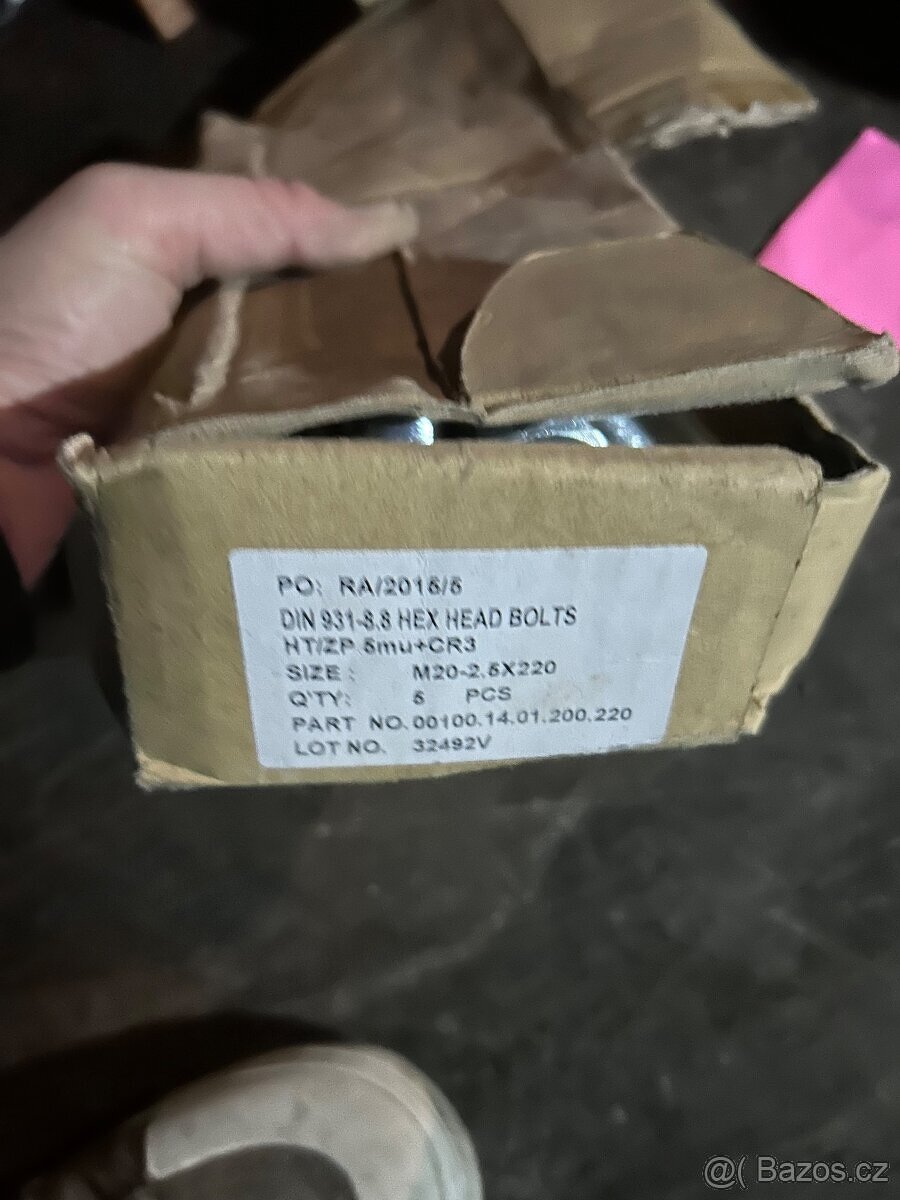 PO: RA/2015/5
DIN 931-8.8 HEX HEAD BOLTS
HT/ZP 5mu+CR3
SIZE : M20-2.5X220
Q'TY: 5 PCS
PART NO.00100.14.01.200.220
LOT NO. 32492V
@( Bazos.cz